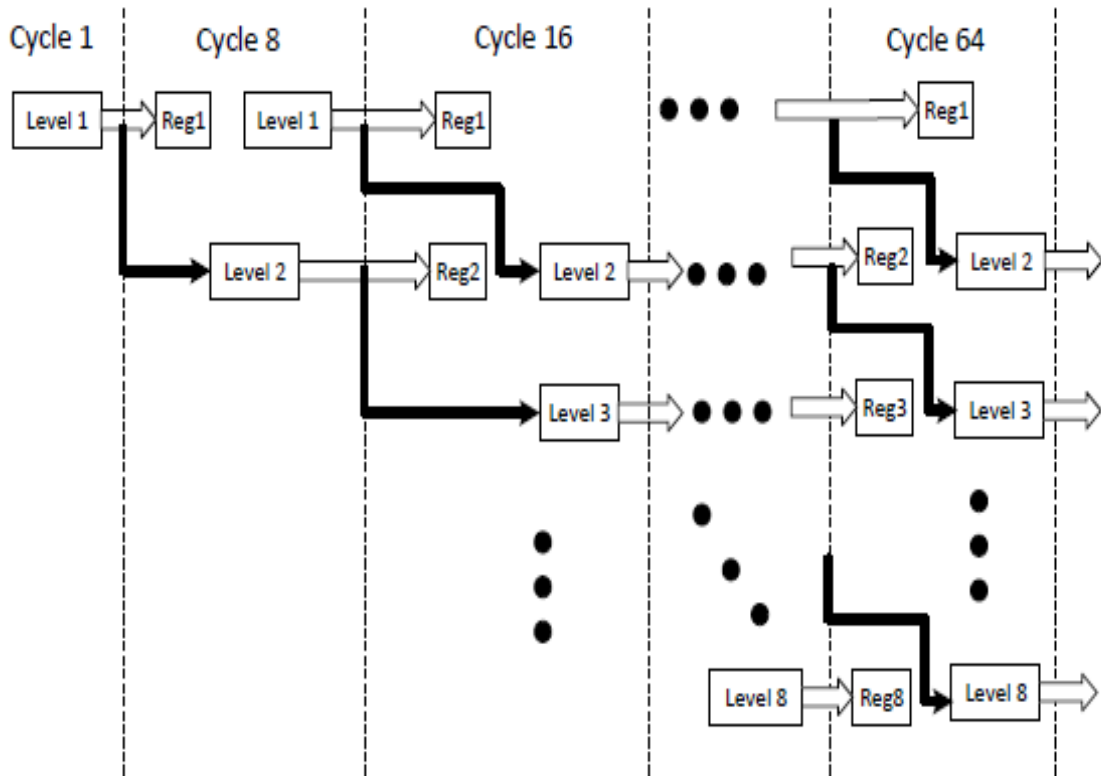 Cycle 1 Cycle 8 Cycle 16 Cycle 64
Level 1 Reg1 Level 1 Reg1 Reg1
Level 2 Reg2 Level 2 Reg2 Level 2
Level 3 Reg3 Level 3
Level 8 Reg8 Level 8